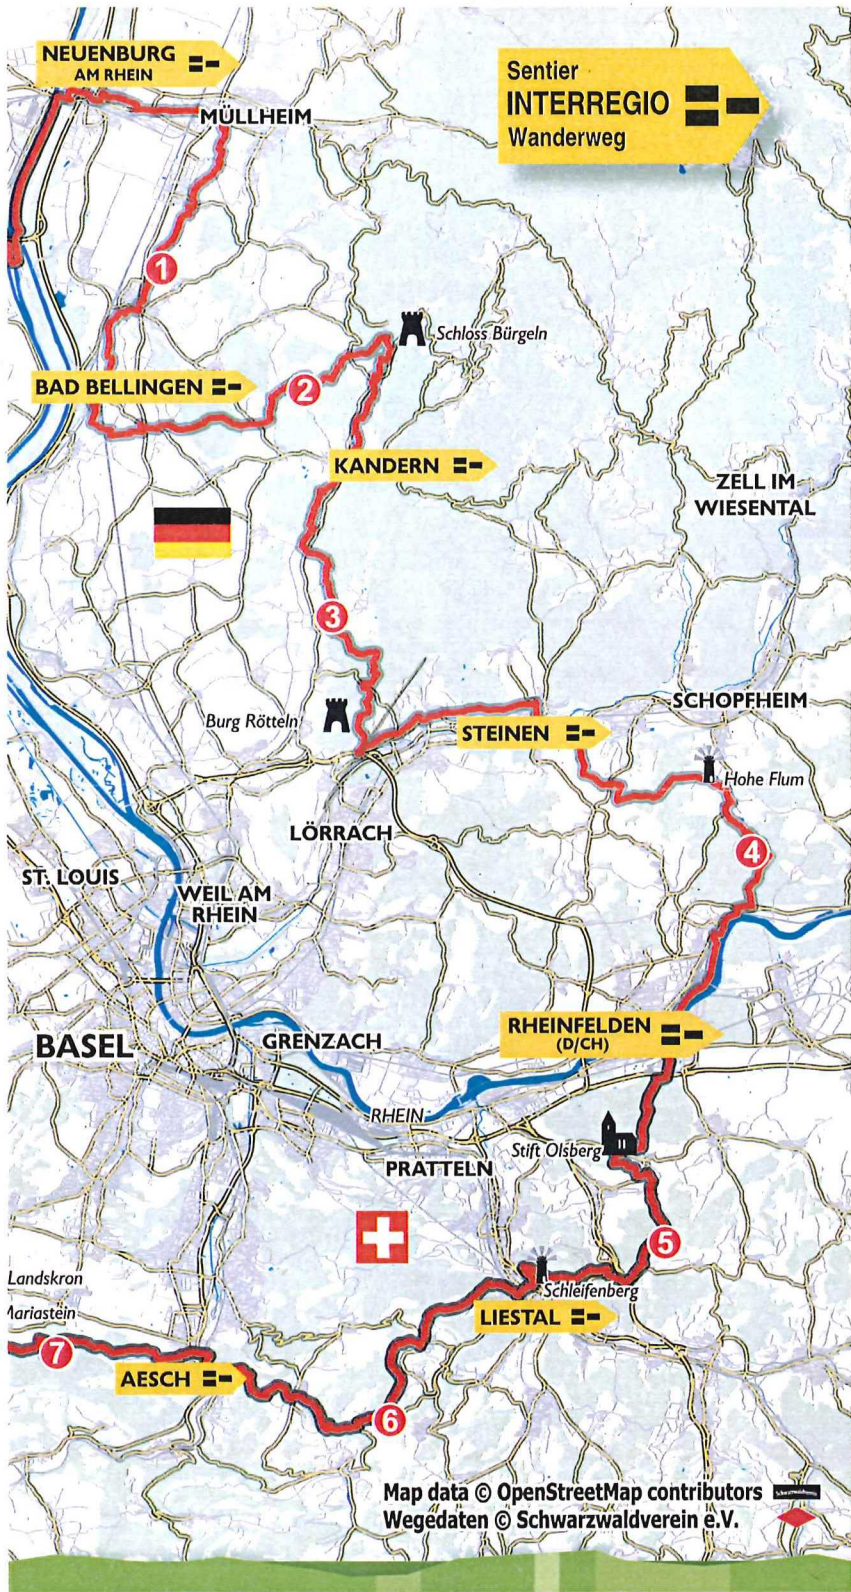 NEUENBURG
AM RHEIN
Sentier
INTERREGIO
Wanderweg
MÜLLHEIM
1
Schloss Bürgeln
BAD BELLINGEN
2
KANDERN
ZELL IM
WIESENTAL
3
SCHOPFHEIM
Burg Rötteln
STEINEN
Hohe Flum
LÖRRACH
4
ST. LOUIS
WEIL AM
RHEIN
RHEINFELDEN
(D/CH)
BASEL
GRENZACH
RHEIN
Stift Olsberg
PRATTELN
5
Landskron
Schleifenberg
Mariastein
LIESTAL
7
AESCH
6
Map data © OpenStreetMap contributors
Wegedaten © Schwarzwaldverein e.V.